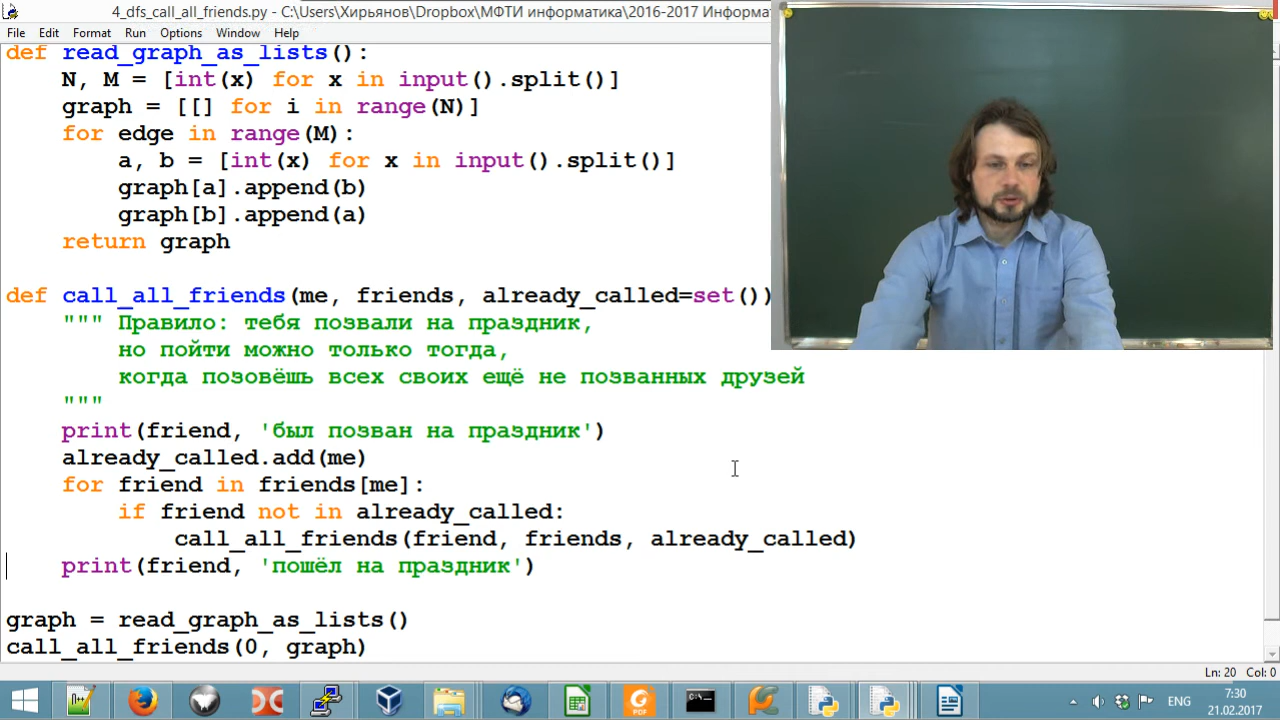 4_dfs_call_all_friends.py - C:\Users\Хирьянов\Dropbox\МФТИ информатика\2016-2017 Информа
File Edit Format Run Options Window Help
def read_graph_as_lists():
    N, M = [int(x) for x in input().split()]
    graph = [[] for i in range(N)]
    for edge in range(M):
        a, b = [int(x) for x in input().split()]
        graph[a].append(b)
        graph[b].append(a)
    return graph
def call_all_friends(me, friends, already_called=set())
    """ Правило: тебя позвали на праздник,
        но пойти можно только тогда,
        когда позовёшь всех своих ещё не позванных друзей
    """
    print(friend, 'был позван на праздник')
    already_called.add(me)
    for friend in friends[me]:
        if friend not in already_called:
            call_all_friends(friend, friends, already_called)
    print(friend, 'пошёл на праздник')
graph = read_graph_as_lists()
call_all_friends(0, graph)
Ln: 20 Col: 0
PDF
C:\
ENG
7:30
21.02.2017